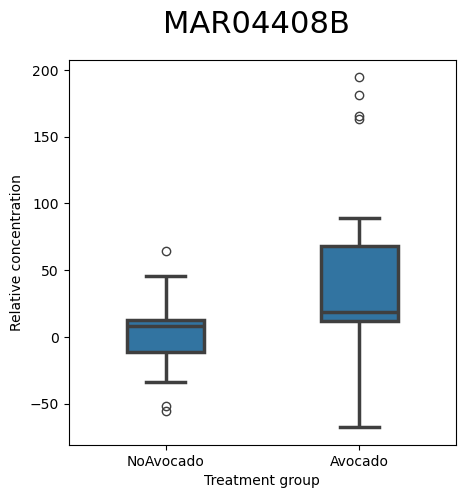 MAR04408B
200
150
100
50
0
−50
Relative concentration
NoAvocado
Avocado
Treatment group